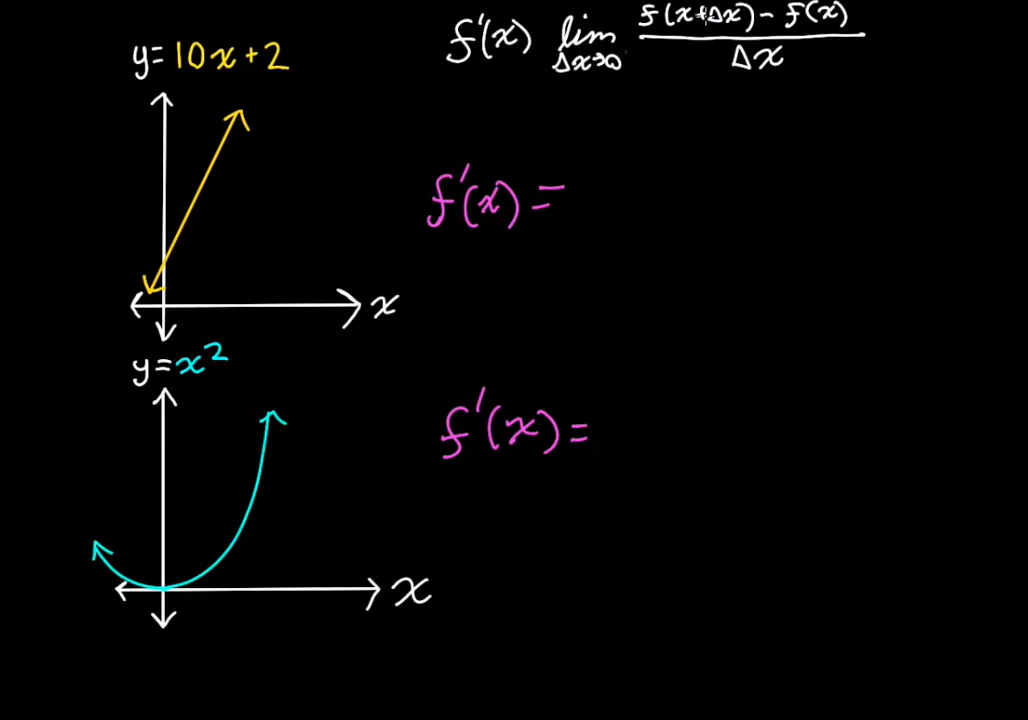 f'(x) lim Δx→0 f(x+Δx) - f(x) / Δx
y= 10x+2
f'(x) =
x
y= x²
f'(x) =
x